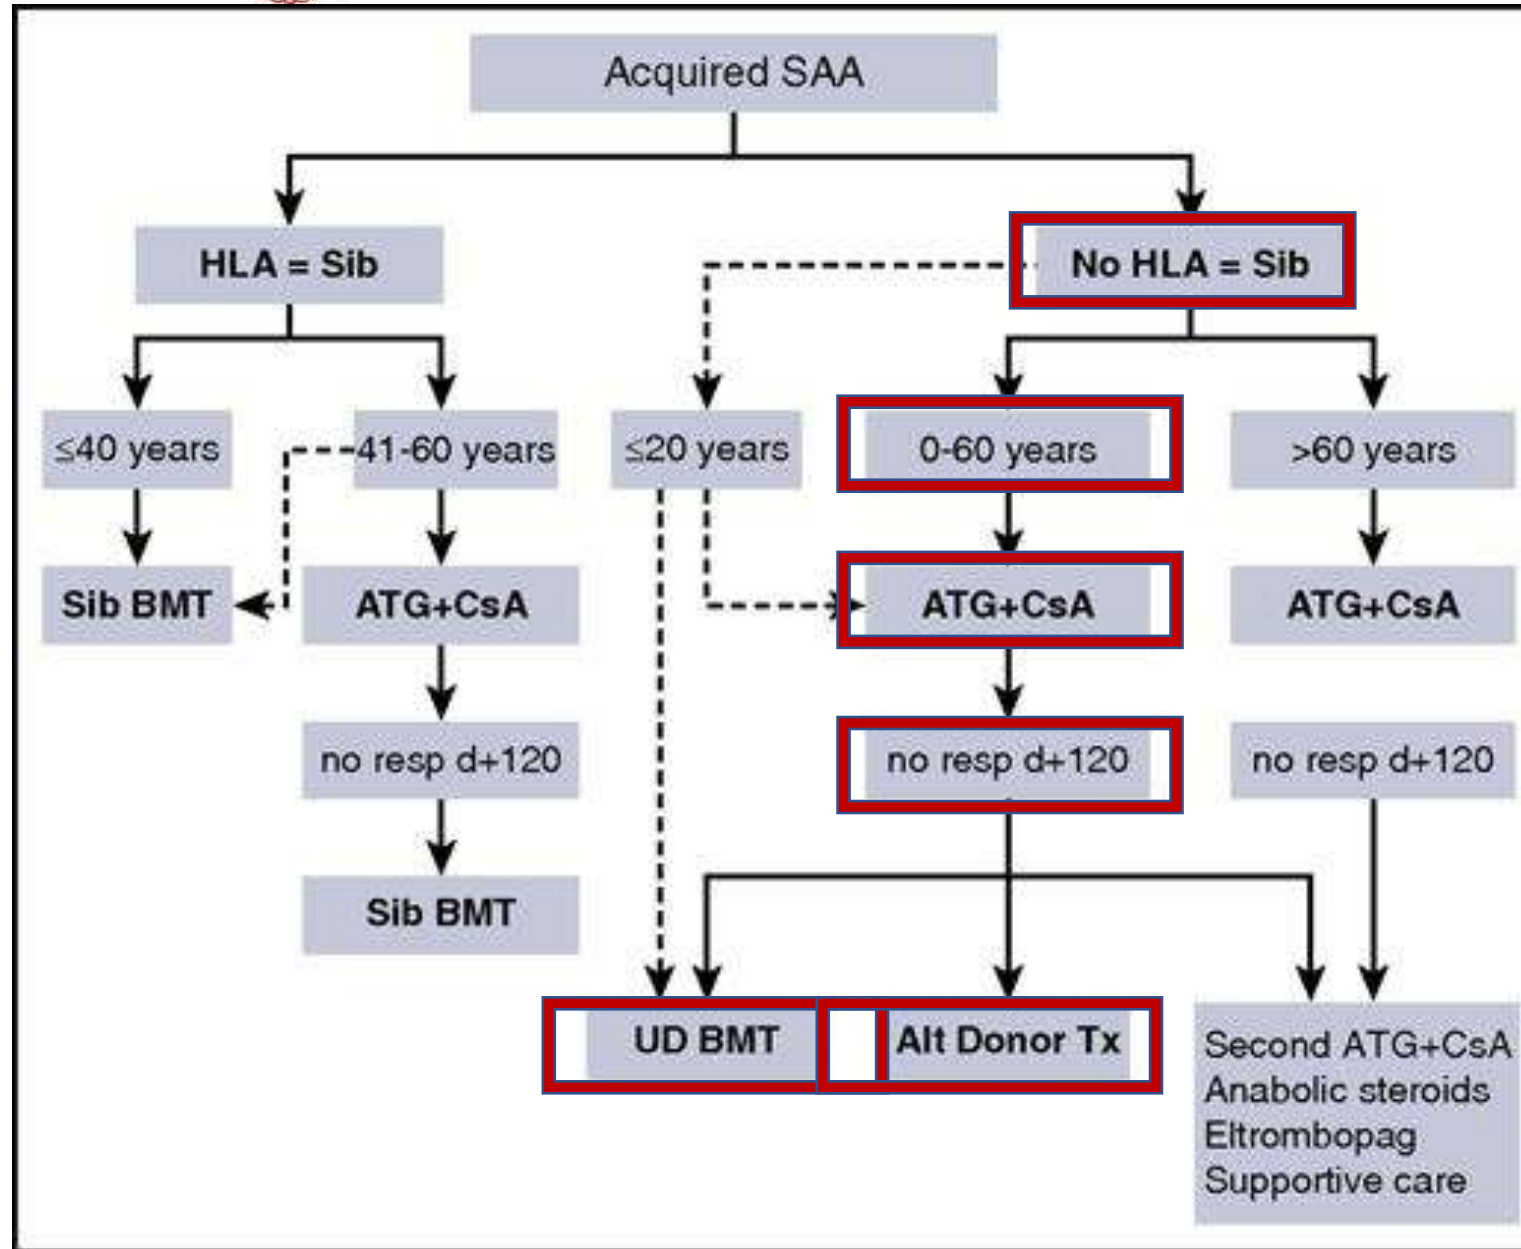 Acquired SAA
HLA = Sib
No HLA = Sib
≤40 years
41-60 years
≤20 years
0-60 years
>60 years
Sib BMT
ATG+CsA
ATG+CsA
ATG+CsA
no resp d+120
no resp d+120
no resp d+120
Sib BMT
UD BMT
Alt Donor Tx
Second ATG+CsA
Anabolic steroids
Eltrombopag
Supportive care